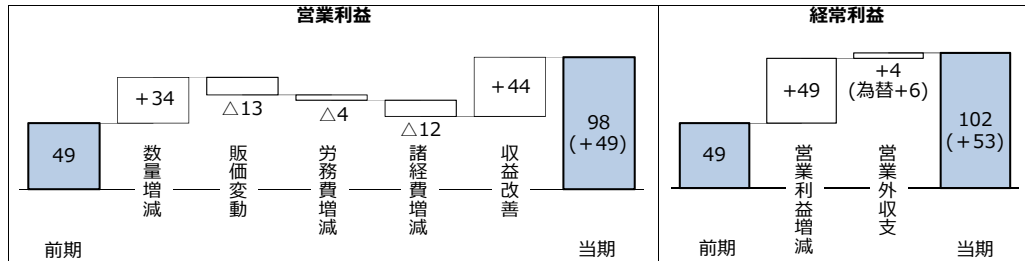 営業利益
49
前期
+34
数量増減
△13
販価変動
△4
労務費増減
△12
諸経費増減
+44
収益改善
98
(+49)
当期
経常利益
49
前期
+49
営業利益増減
+4
(為替+6)
営業外収支
102
(+53)
当期